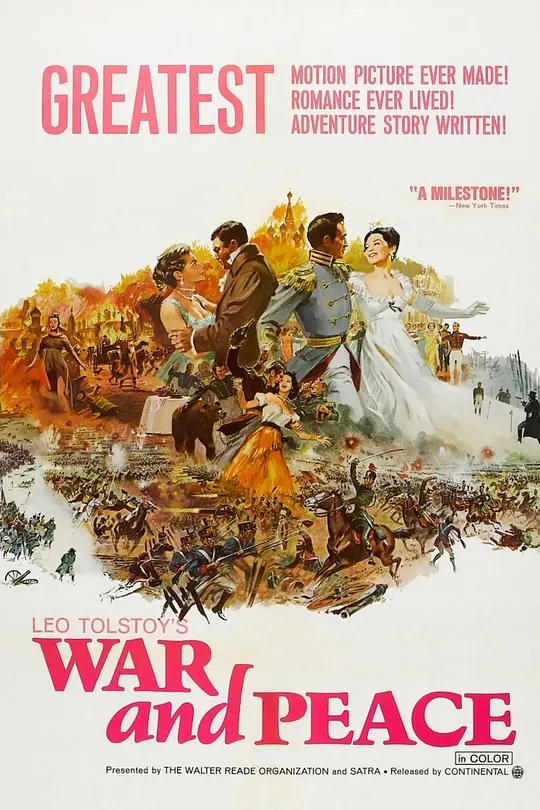 GREATEST
MOTION PICTURE EVER MADE!
ROMANCE EVER LIVED!
ADVENTURE STORY WRITTEN!
"A MILESTONE!"
—New York Times
LEO TOLSTOY'S
WAR
and PEACE
in COLOR
Presented by THE WALTER READE ORGANIZATION and SATRA • Released by CONTINENTAL